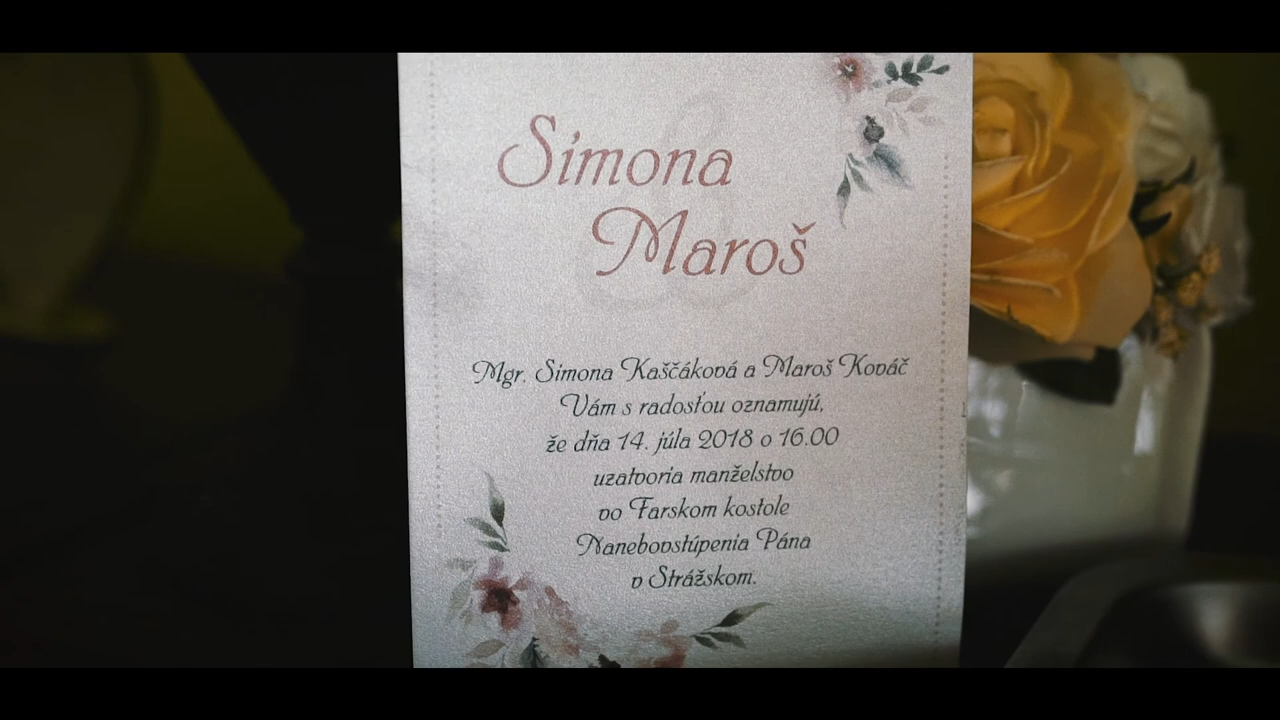 Simona
&
Maroš
Mgr. Simona Kaščáková a Maroš Kováč
Vám s radosťou oznamujú,
že dňa 14. júla 2018 o 16.00
uzatvoria manželstvo
vo Farskom kostole
Nanebovstúpenia Pána
v Strážskom.